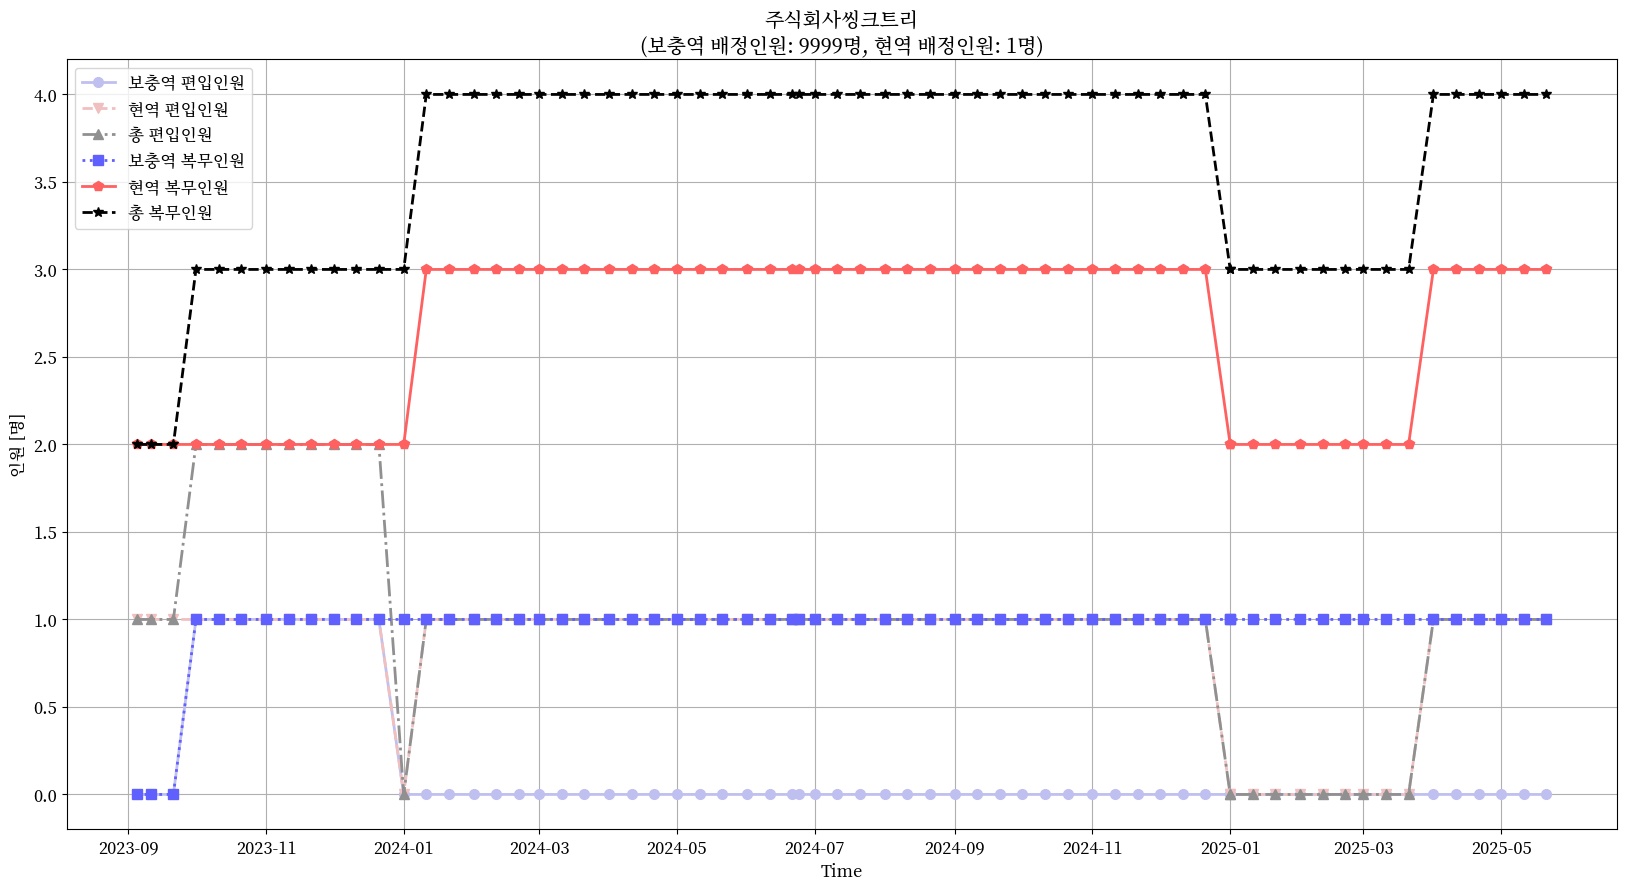 주식회사씽크트리
(보충역 배정인원: 9999명, 현역 배정인원: 1명)
보충역 편입인원
현역 편입인원
총 편입인원
보충역 복무인원
현역 복무인원
총 복무인원
4.0
3.5
3.0
2.5
2.0
1.5
1.0
0.5
0.0
인원 [명]
2023-09
2023-11
2024-01
2024-03
2024-05
2024-07
2024-09
2024-11
2025-01
2025-03
2025-05
Time